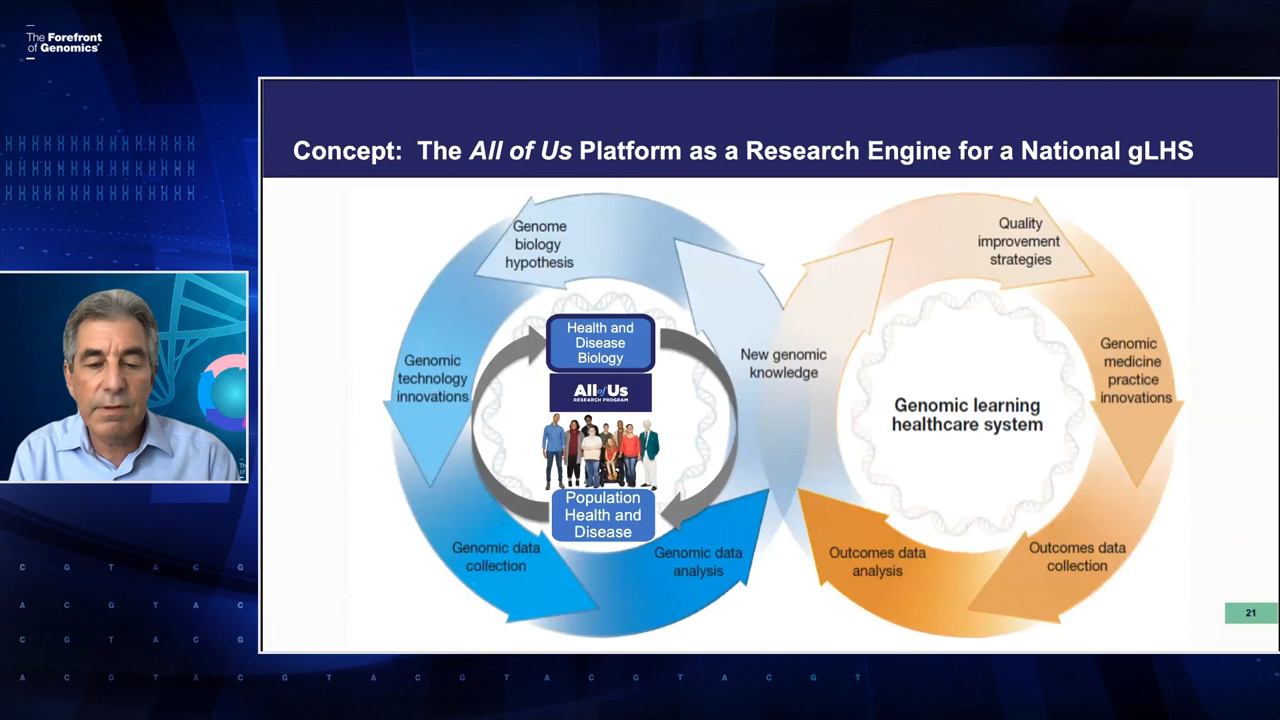 The Forefront
of Genomics®
Concept: The All of Us Platform as a Research Engine for a National gLHS
Genome
biology
hypothesis
Genomic
technology
innovations
Genomic data
collection
Genomic data
analysis
New genomic
knowledge
Health and
Disease
Biology
All of Us
RESEARCH PROGRAM
Population
Health and
Disease
Quality
improvement
strategies
Genomic
medicine
practice
innovations
Outcomes data
collection
Outcomes data
analysis
Genomic learning
healthcare system
21
C G T A C G
A C G T A C
C G T A C G
A C G T A C G T A C G T A C G T